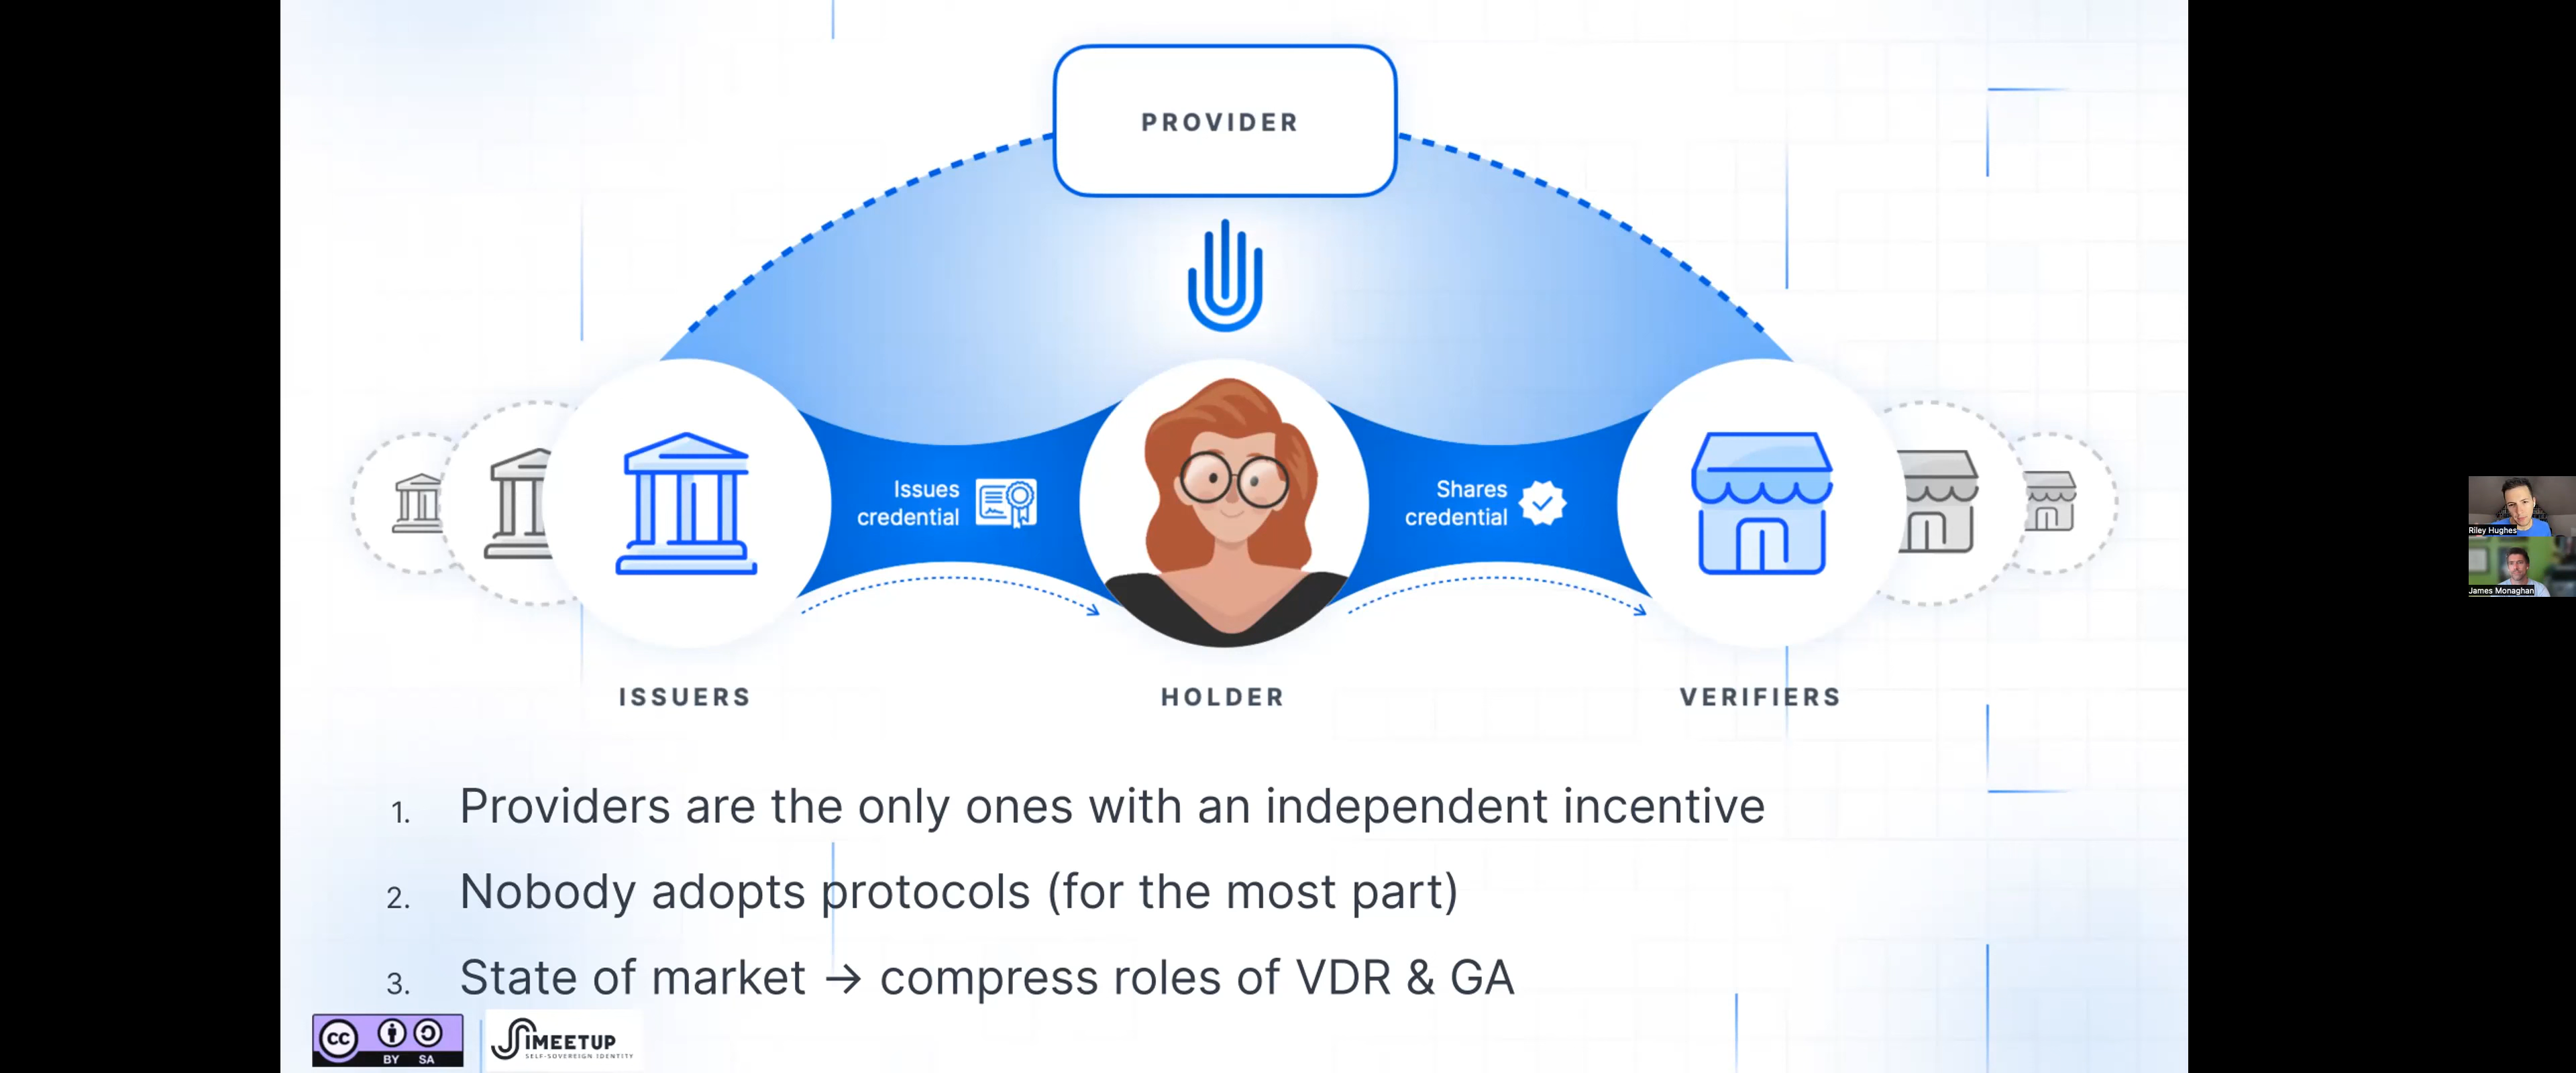 PROVIDER
Issues
credential
Shares
credential
ISSUERS
HOLDER
VERIFIERS
1. Providers are the only ones with an independent incentive
2. Nobody adopts protocols (for the most part)
3. State of market → compress roles of VDR & GA
CC BY SA
SSIMEETUP
SELF-SOVEREIGN IDENTITY
Riley Hughes
James Monaghan